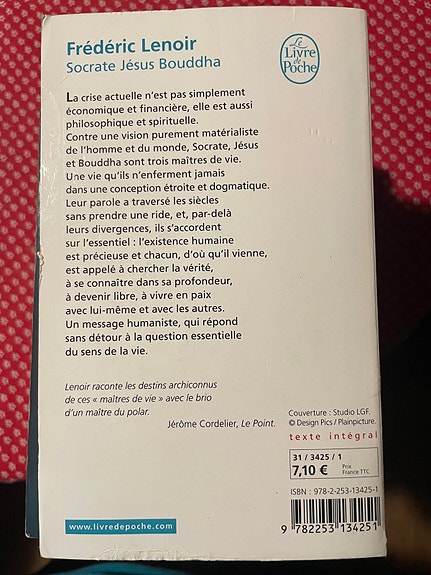 Frédéric Lenoir
Socrate Jésus Bouddha
Le
Livre
de
Poche
La crise actuelle n'est pas simplement
économique et financière, elle est aussi
philosophique et spirituelle.
Contre une vision purement matérialiste
de l'homme et du monde, Socrate, Jésus
et Bouddha sont trois maîtres de vie.
Une vie qu'ils n'enferment jamais
dans une conception étroite et dogmatique.
Leur parole a traversé les siècles
sans prendre une ride, et, par-delà
leurs divergences, ils s'accordent
sur l'essentiel : l'existence humaine
est précieuse et chacun, d'où qu'il vienne,
est appelé à chercher la vérité,
à se connaître dans sa profondeur,
à devenir libre, à vivre en paix
avec lui-même et avec les autres.
Un message humaniste, qui répond
sans détour à la question essentielle
du sens de la vie.
Lenoir raconte les destins archiconnus
de ces « maîtres de vie » avec le brio
d'un maître du polar.
Jérôme Cordelier, Le Point.
Couverture : Studio LGF.
© Design Pics / Plainpicture.
texte intégral
31 / 3425 / 1
7,10 € Prix
France TTC
ISBN : 978-2-253-13425-1
9 782253 134251
www.livredepoche.com